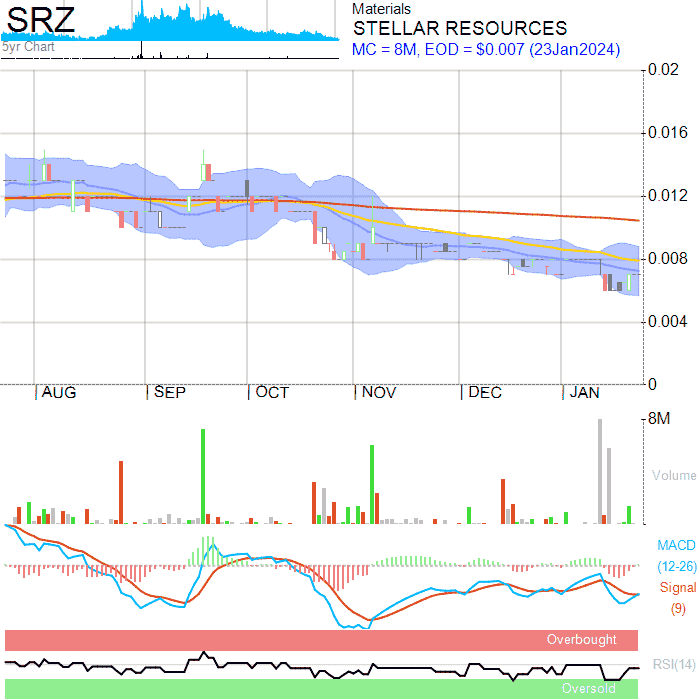 SRZ
5yr Chart
Materials
STELLAR RESOURCES
MC = 8M, EOD = $0.007 (23Jan2024)
0.02
0.016
0.012
0.008
0.004
0
AUG SEP OCT NOV DEC JAN
8M
Volume
MACD
(12-26)
Signal
(9)
Overbought
RSI(14)
Oversold